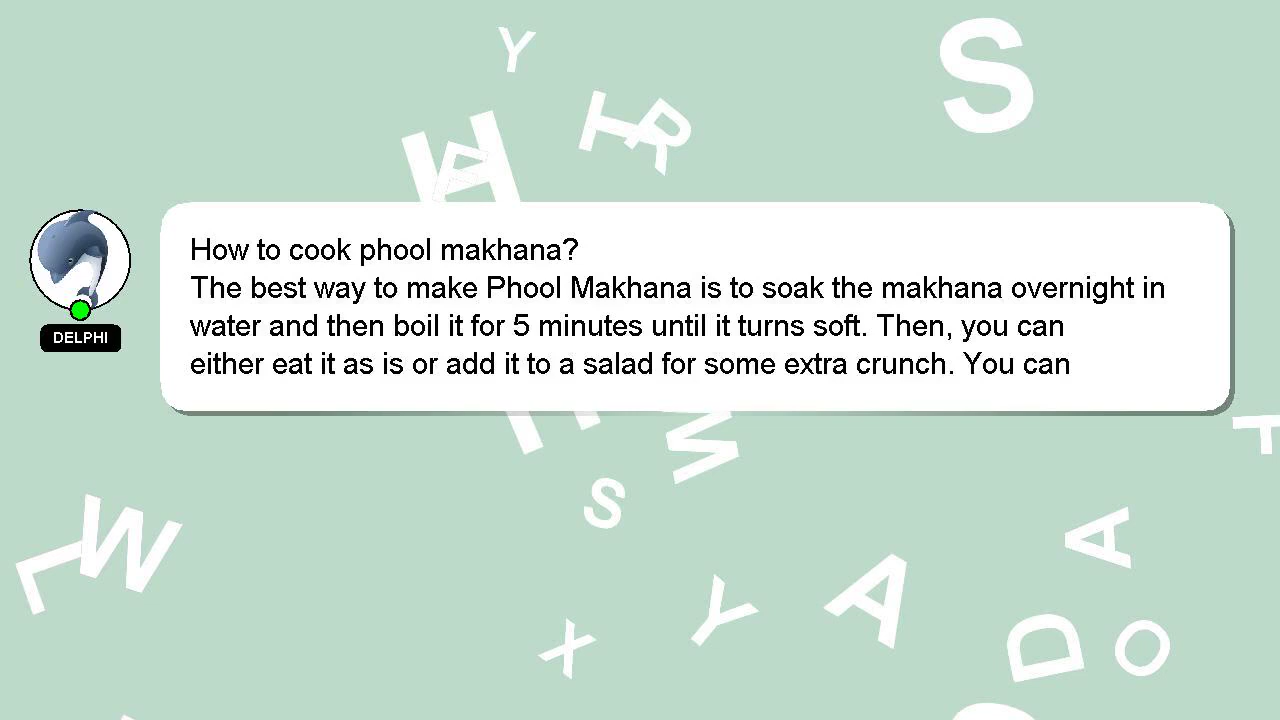 Y
S
T
R
H
A
How to cook phool makhana?
The best way to make Phool Makhana is to soak the makhana overnight in
water and then boil it for 5 minutes until it turns soft. Then, you can
either eat it as is or add it to a salad for some extra crunch. You can
DELPHI
M
S
W
L
A
A
Y
X
D
O